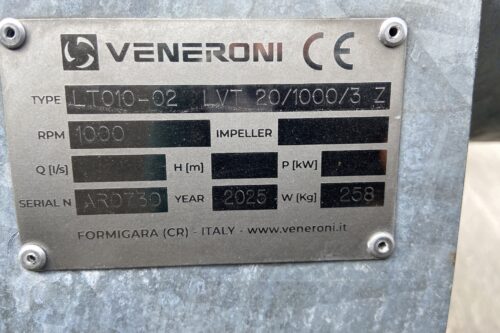 VENERONI CE
TYPE LT010-02 LVT 20/1000/3 Z
RPM 1000 IMPELLER
Q [l/s] H [m] P [kW]
SERIAL N ARD730 YEAR 2025 W [Kg] 258
FORMIGARA (CR) - ITALY - www.veneroni.it